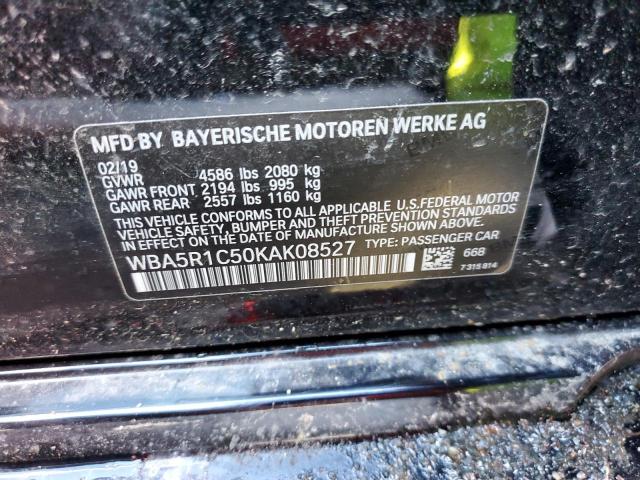 MFD BY BAYERISCHE MOTOREN WERKE AG
02/19
GVWR 4586 lbs 2080 kg
GAWR FRONT 2194 lbs 995 kg
GAWR REAR 2557 lbs 1160 kg
THIS VEHICLE CONFORMS TO ALL APPLICABLE U.S.FEDERAL MOTOR
VEHICLE SAFETY, BUMPER AND THEFT PREVENTION STANDARDS
IN EFFECT ON THE DATE OF MANUFACTURE SHOWN ABOVE.
WBA5R1C50KAK08527 TYPE: PASSENGER CAR
668
7315814